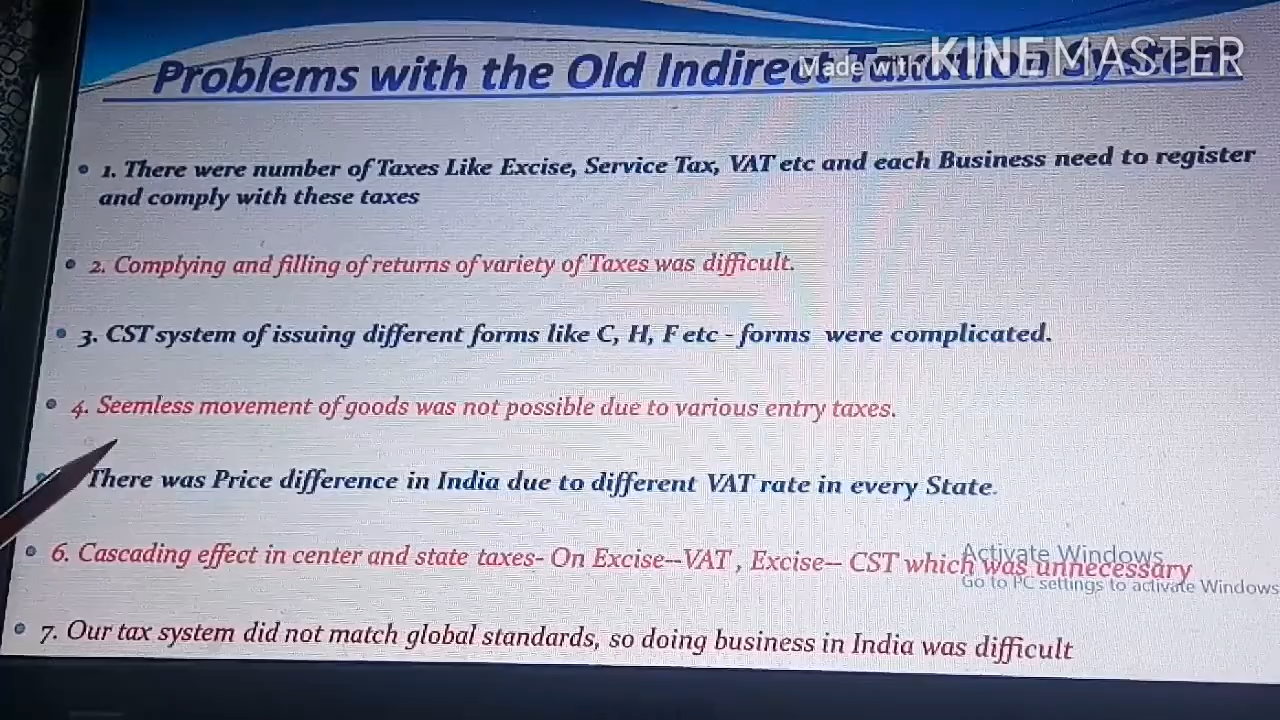 Problems with the Old Indirect Taxation System
Made with KINEMASTER
1. There were number of Taxes Like Excise, Service Tax, VAT etc and each Business need to register
and comply with these taxes
2. Complying and filling of returns of variety of Taxes was difficult.
3. CST system of issuing different forms like C, H, F etc - forms were complicated.
4. Seemless movement of goods was not possible due to various entry taxes.
There was Price difference in India due to different VAT rate in every State.
6. Cascading effect in center and state taxes- On Excise--VAT , Excise-- CST which was unnecessary
Activate Windows
Go to PC settings to activate Windows
7. Our tax system did not match global standards, so doing business in India was difficult